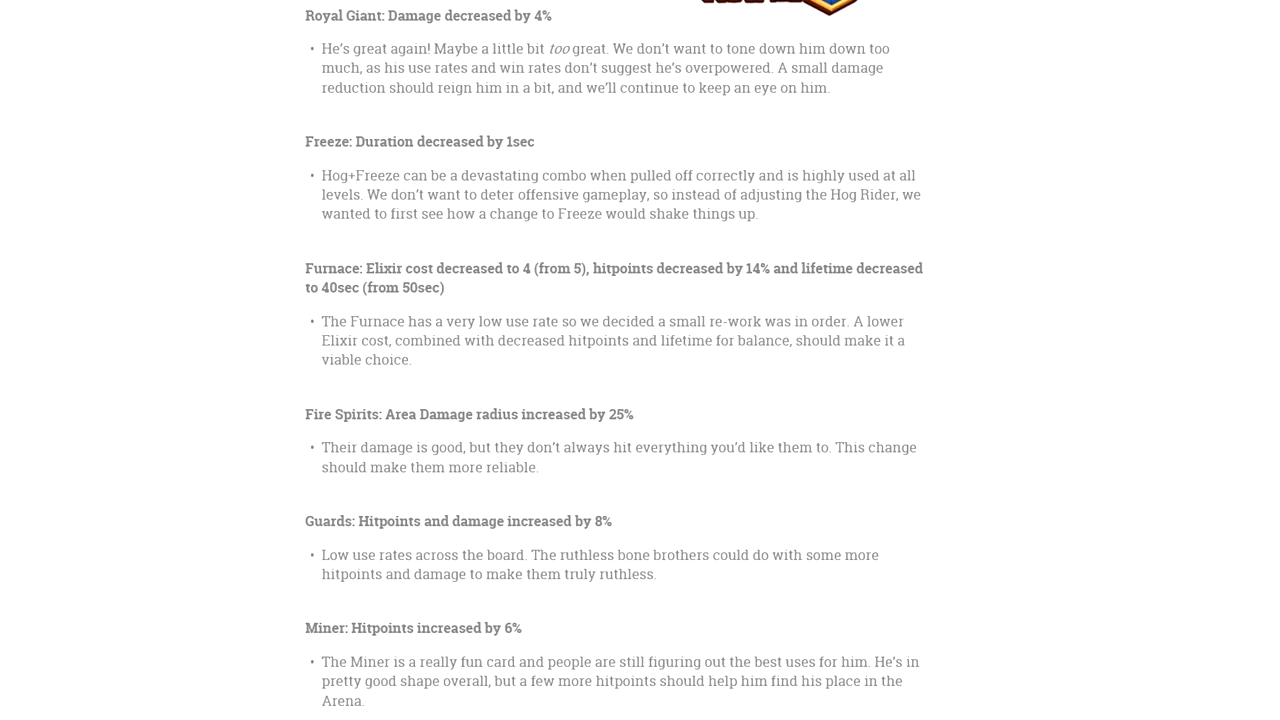 Royal Giant: Damage decreased by 4%
• He’s great again! Maybe a little bit too great. We don’t want to tone down him down too
much, as his use rates and win rates don’t suggest he’s overpowered. A small damage
reduction should reign him in a bit, and we’ll continue to keep an eye on him.
Freeze: Duration decreased by 1sec
• Hog+Freeze can be a devastating combo when pulled off correctly and is highly used at all
levels. We don’t want to deter offensive gameplay, so instead of adjusting the Hog Rider, we
wanted to first see how a change to Freeze would shake things up.
Furnace: Elixir cost decreased to 4 (from 5), hitpoints decreased by 14% and lifetime decreased
to 40sec (from 50sec)
• The Furnace has a very low use rate so we decided a small re-work was in order. A lower
Elixir cost, combined with decreased hitpoints and lifetime for balance, should make it a
viable choice.
Fire Spirits: Area Damage radius increased by 25%
• Their damage is good, but they don’t always hit everything you’d like them to. This change
should make them more reliable.
Guards: Hitpoints and damage increased by 8%
• Low use rates across the board. The ruthless bone brothers could do with some more
hitpoints and damage to make them truly ruthless.
Miner: Hitpoints increased by 6%
• The Miner is a really fun card and people are still figuring out the best uses for him. He’s in
pretty good shape overall, but a few more hitpoints should help him find his place in the
Arena.